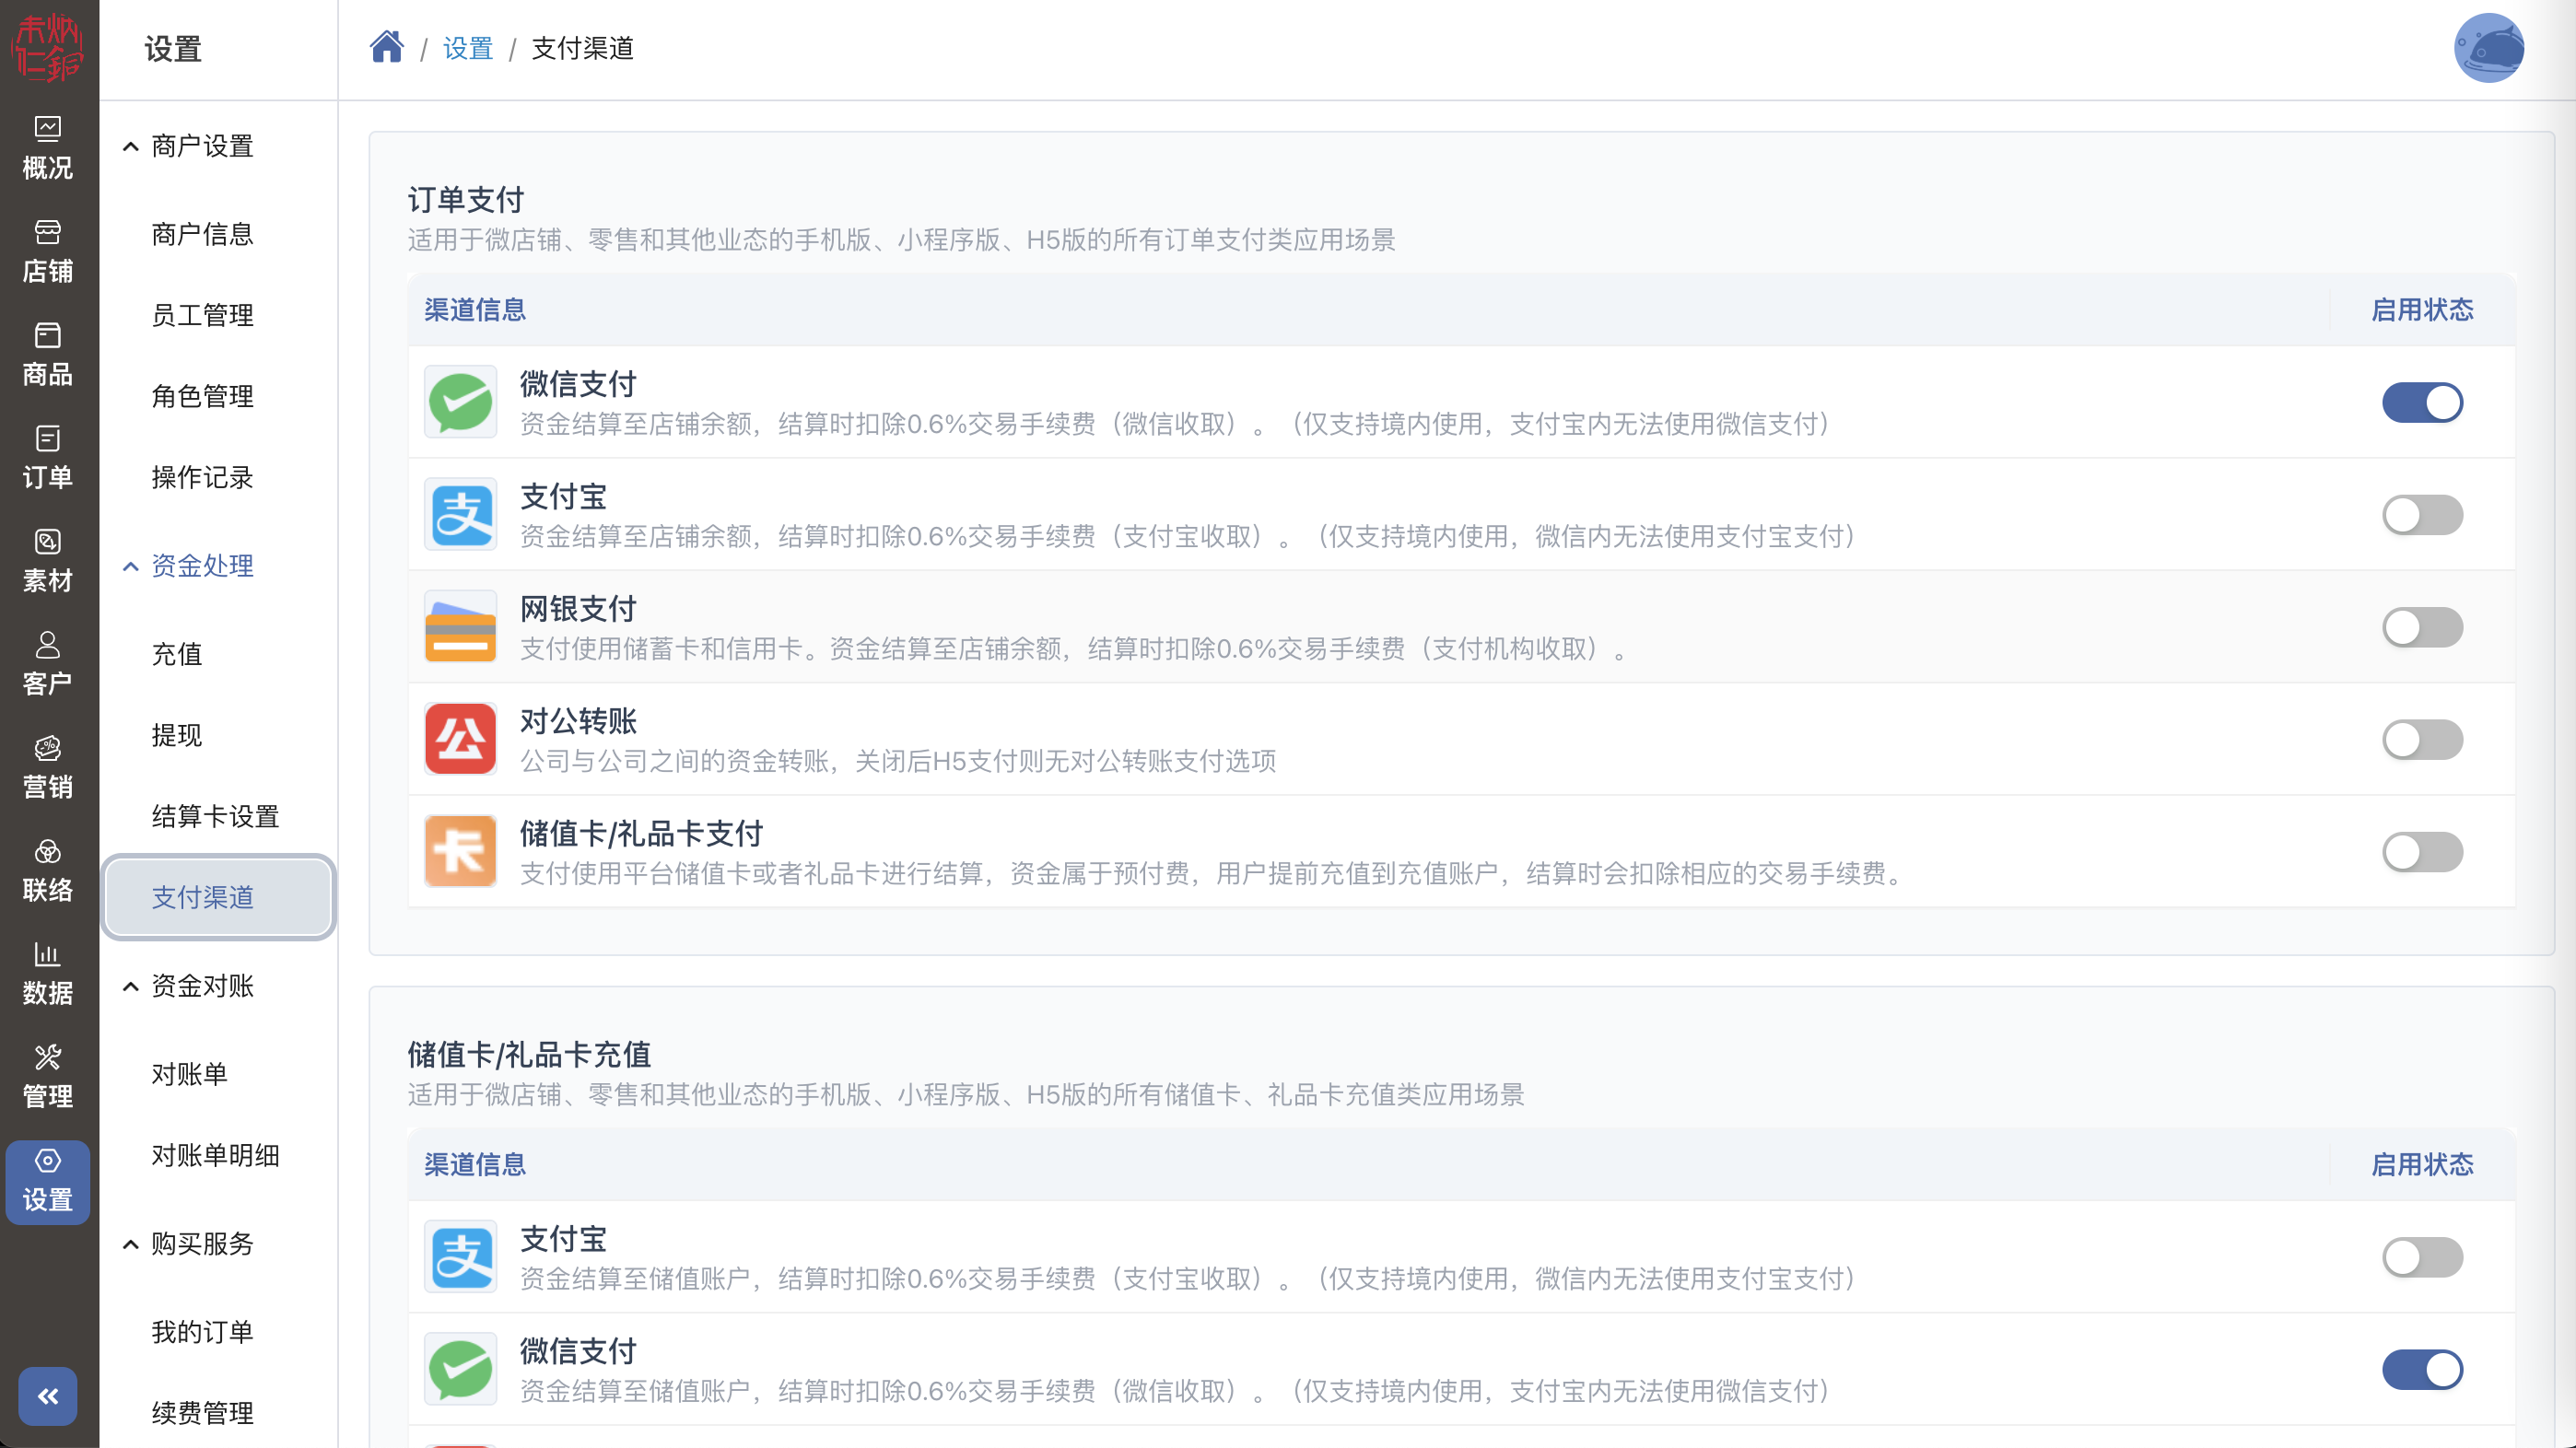 设置
/ 设置 / 支付渠道
概况
店铺
商品
订单
素材
客户
营销
联络
数据
管理
设置
商户设置
商户信息
员工管理
角色管理
操作记录
资金处理
充值
提现
结算卡设置
支付渠道
资金对账
对账单
对账单明细
购买服务
我的订单
续费管理
订单支付
适用于微店铺、零售和其他业态的手机版、小程序版、H5版的所有订单支付类应用场景
渠道信息 启用状态
微信支付
资金结算至店铺余额，结算时扣除0.6%交易手续费（微信收取）。（仅支持境内使用，支付宝内无法使用微信支付）
支
支付宝
资金结算至店铺余额，结算时扣除0.6%交易手续费（支付宝收取）。（仅支持境内使用，微信内无法使用支付宝支付）
网银支付
支付使用储蓄卡和信用卡。资金结算至店铺余额，结算时扣除0.6%交易手续费（支付机构收取）。
公
对公转账
公司与公司之间的资金转账，关闭后H5支付则无对公转账支付选项
卡
储值卡/礼品卡支付
支付使用平台储值卡或者礼品卡进行结算，资金属于预付费，用户提前充值到充值账户，结算时会扣除相应的交易手续费。
储值卡/礼品卡充值
适用于微店铺、零售和其他业态的手机版、小程序版、H5版的所有储值卡、礼品卡充值类应用场景
渠道信息 启用状态
支
支付宝
资金结算至储值账户，结算时扣除0.6%交易手续费（支付宝收取）。（仅支持境内使用，微信内无法使用支付宝支付）
微信支付
资金结算至储值账户，结算时扣除0.6%交易手续费（微信收取）。（仅支持境内使用，支付宝内无法使用微信支付）